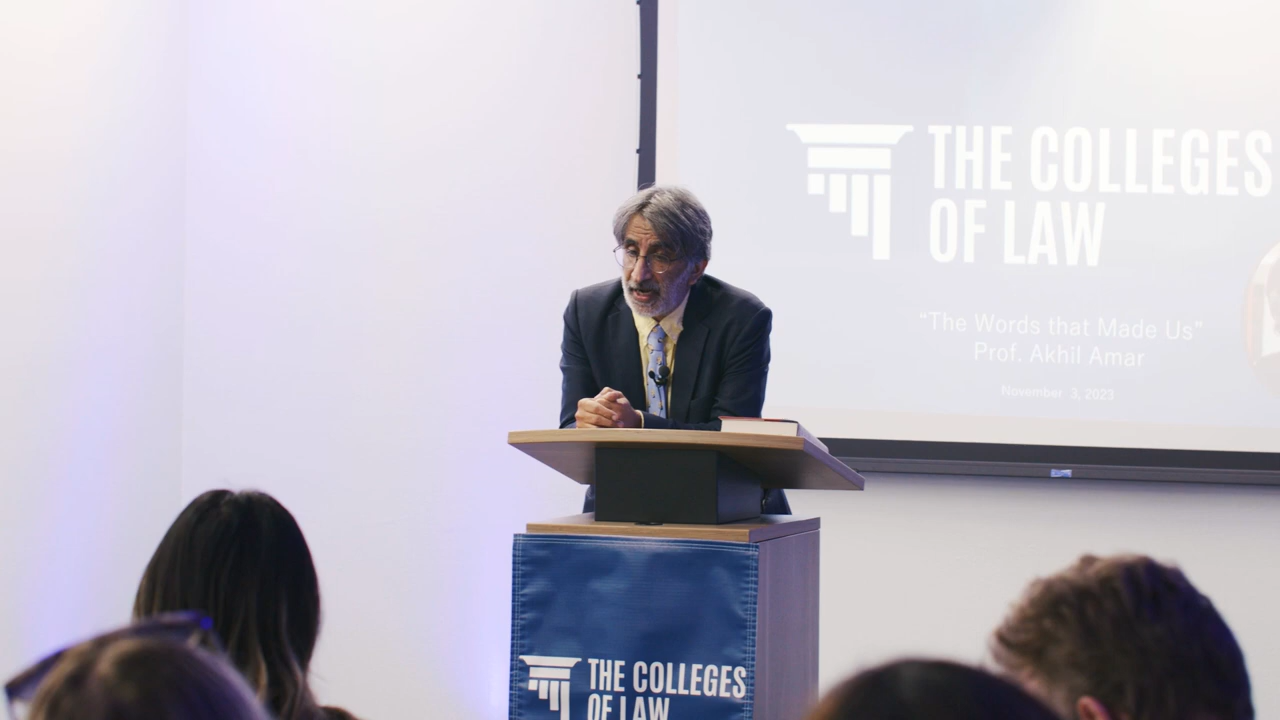 THE COLLEGES
OF LAW
“The Words that Made Us”
Prof. Akhil Amar
November 3, 2023
THE COLLEGES
OF LAW